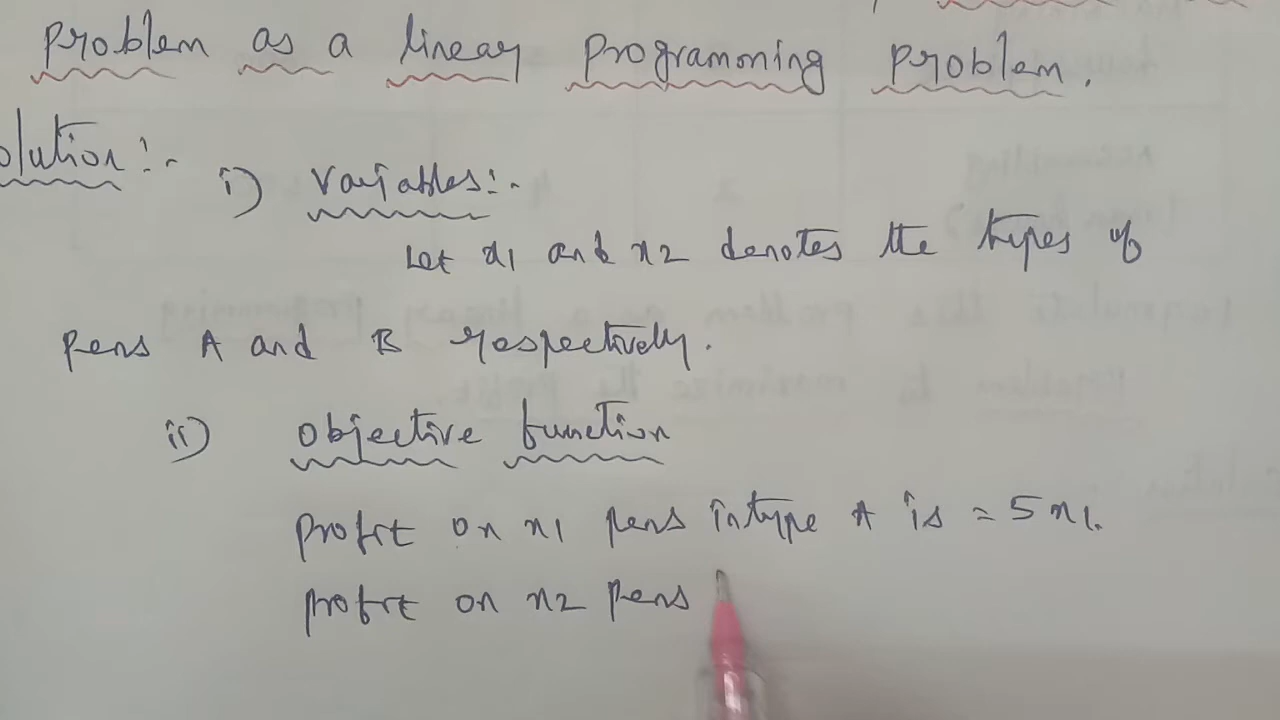 problem as a linear programming problem.
olution:-
i) Variables:-
Let x1 and x2 denotes the types of
pens A and B respectively.
ii) Objective function
profit on x1 pens in type A is = 5x1.
profit on x2 pens